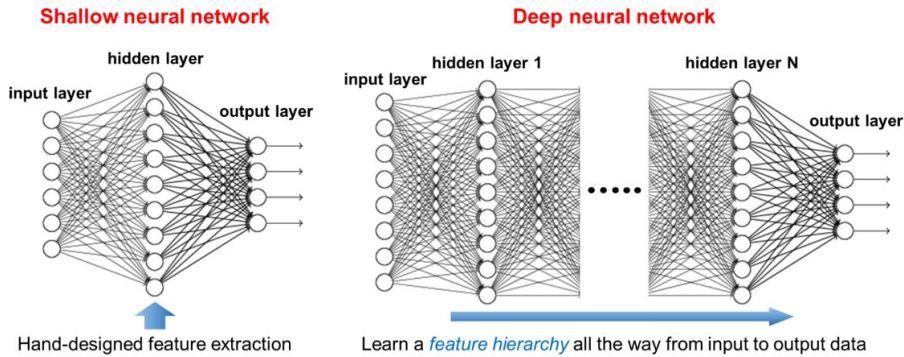 Shallow neural network
hidden layer
input layer
output layer
Hand-designed feature extraction
Deep neural network
hidden layer 1
hidden layer N
input layer
output layer
Learn a feature hierarchy all the way from input to output data